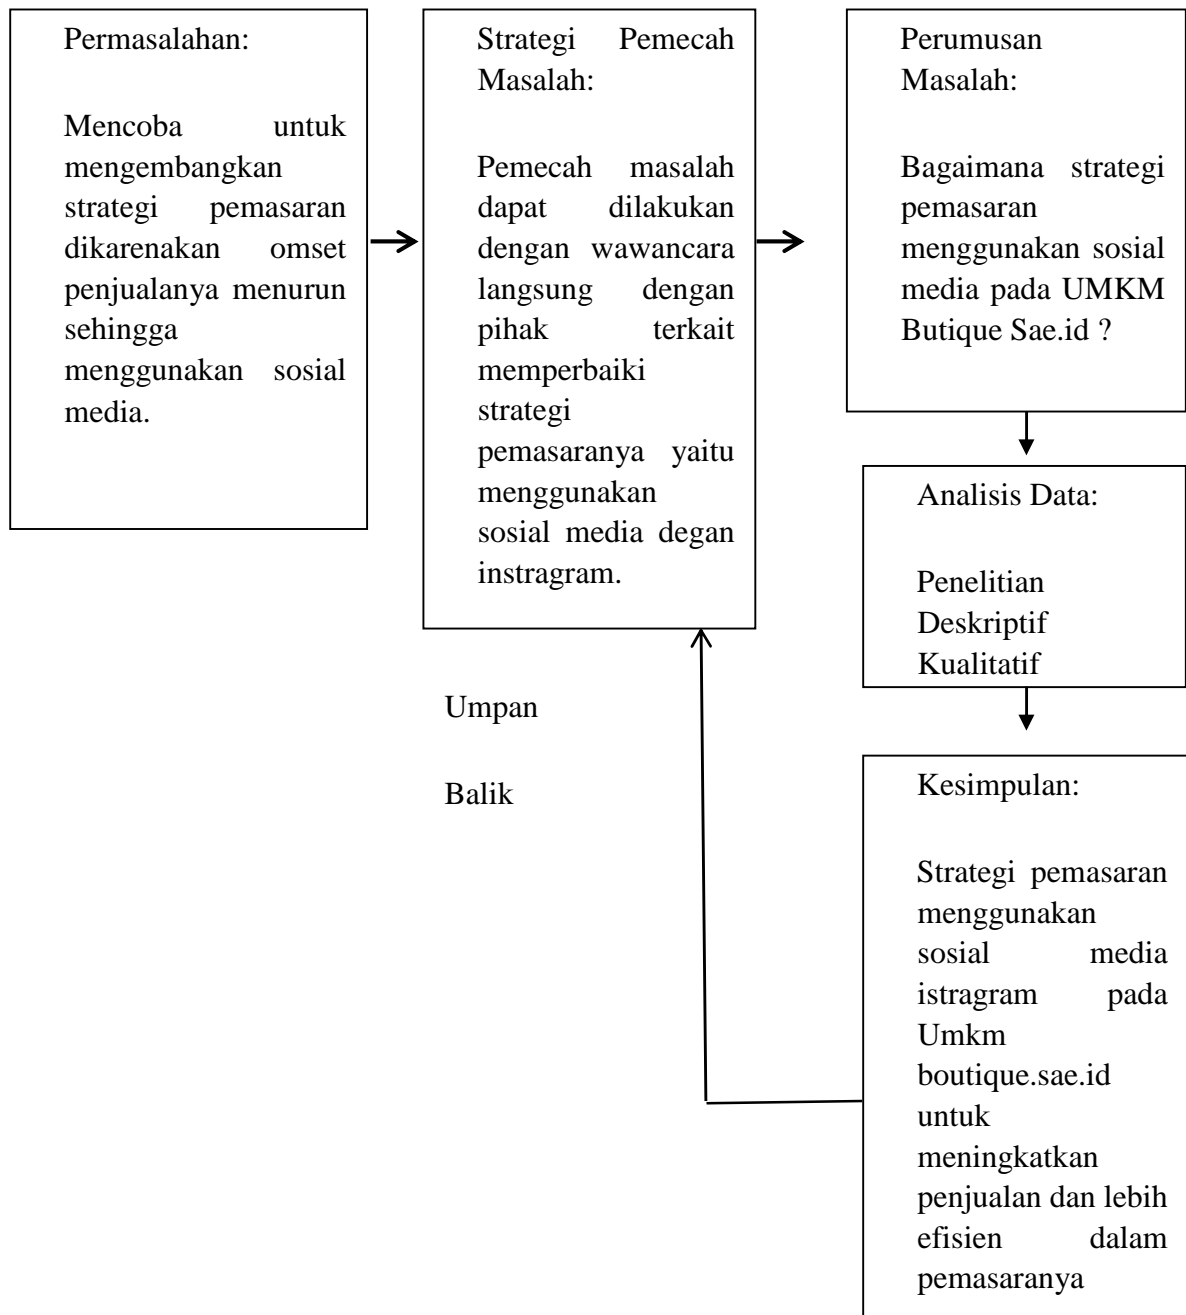 Permasalahan:
Mencoba untuk
mengembangkan
strategi pemasaran
dikarenakan omset
penjualanya menurun
sehingga
menggunakan sosial
media.
Strategi Pemecah
Masalah:
Pemecah masalah
dapat dilakukan
dengan wawancara
langsung dengan
pihak terkait
memperbaiki
strategi
pemasaranya yaitu
menggunakan
sosial media degan
instragram.
Perumusan
Masalah:
Bagaimana strategi
pemasaran
menggunakan sosial
media pada UMKM
Butique Sae.id ?
Analisis Data:
Penelitian
Deskriptif
Kualitatif
Umpan
Balik
Kesimpulan:
Strategi pemasaran
menggunakan
sosial media
istragram pada
Umkm
boutique.sae.id
untuk
meningkatkan
penjualan dan lebih
efisien dalam
pemasaranya